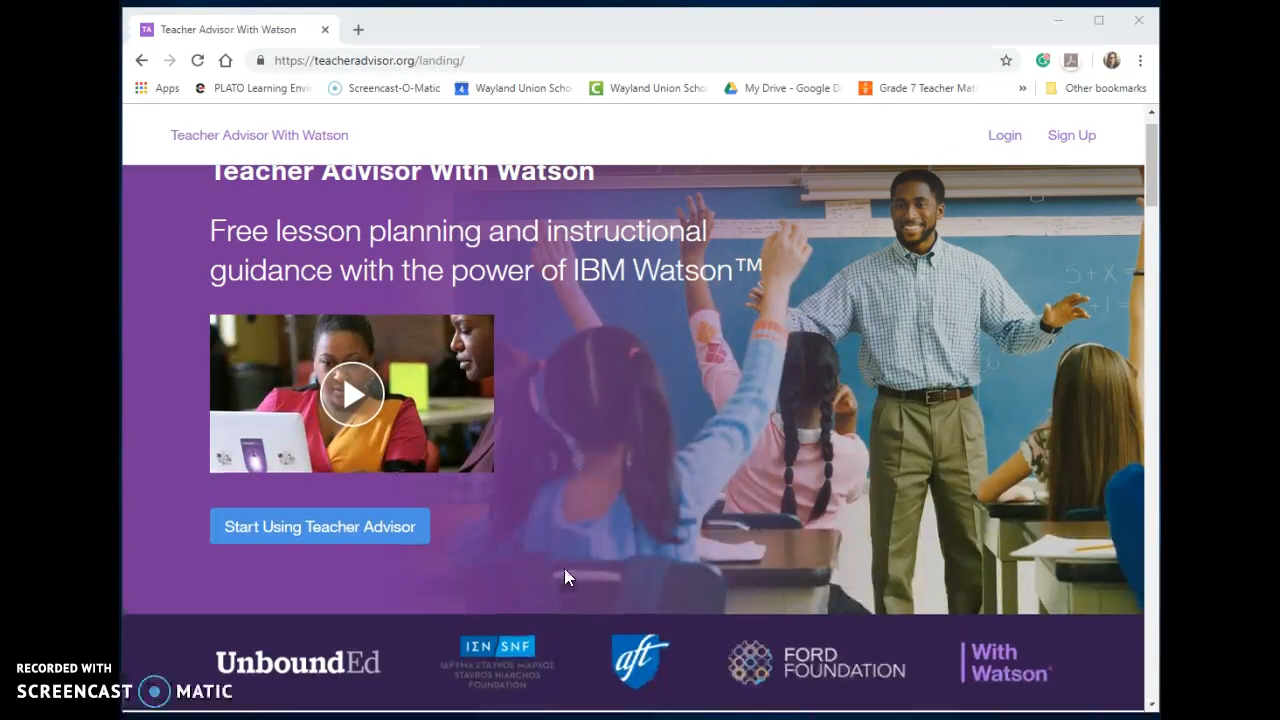 TA Teacher Advisor With Watson
https://teacheradvisor.org/landing/
Apps PLATO Learning Envi Screencast-O-Matic Wayland Union Scho Wayland Union Scho My Drive - Google D Grade 7 Teacher Mat » Other bookmarks
Teacher Advisor With Watson Login Sign Up
Teacher Advisor With Watson
Free lesson planning and instructional
guidance with the power of IBM Watson™
5 + x =
Start Using Teacher Advisor
UnboundEd
ΙΣΝ/SNF
ΙΔΡΥΜΑ ΣΤΑΥΡΟΣ ΝΙΑΡΧΟΣ
STAVROS NIARCHOS
FOUNDATION
aft
FORD
FOUNDATION
With
Watson
RECORDED WITH
SCREENCAST MATIC